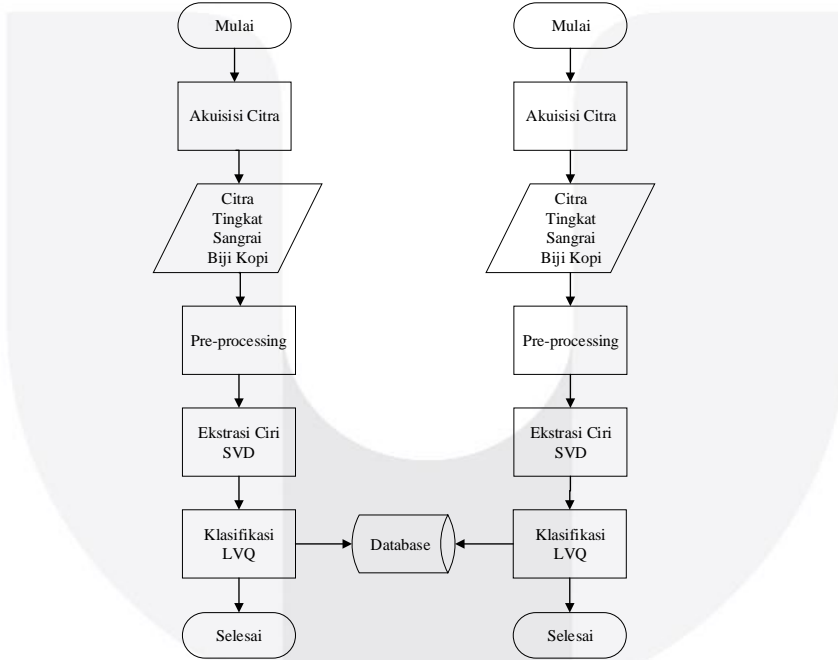 Mulai
Akuisisi Citra
Citra
Tingkat
Sangrai
Biji Kopi
Pre-processing
Ekstrasi Ciri
SVD
Klasifikasi
LVQ
Selesai
Database
Mulai
Akuisisi Citra
Citra
Tingkat
Sangrai
Biji Kopi
Pre-processing
Ekstrasi Ciri
SVD
Klasifikasi
LVQ
Selesai